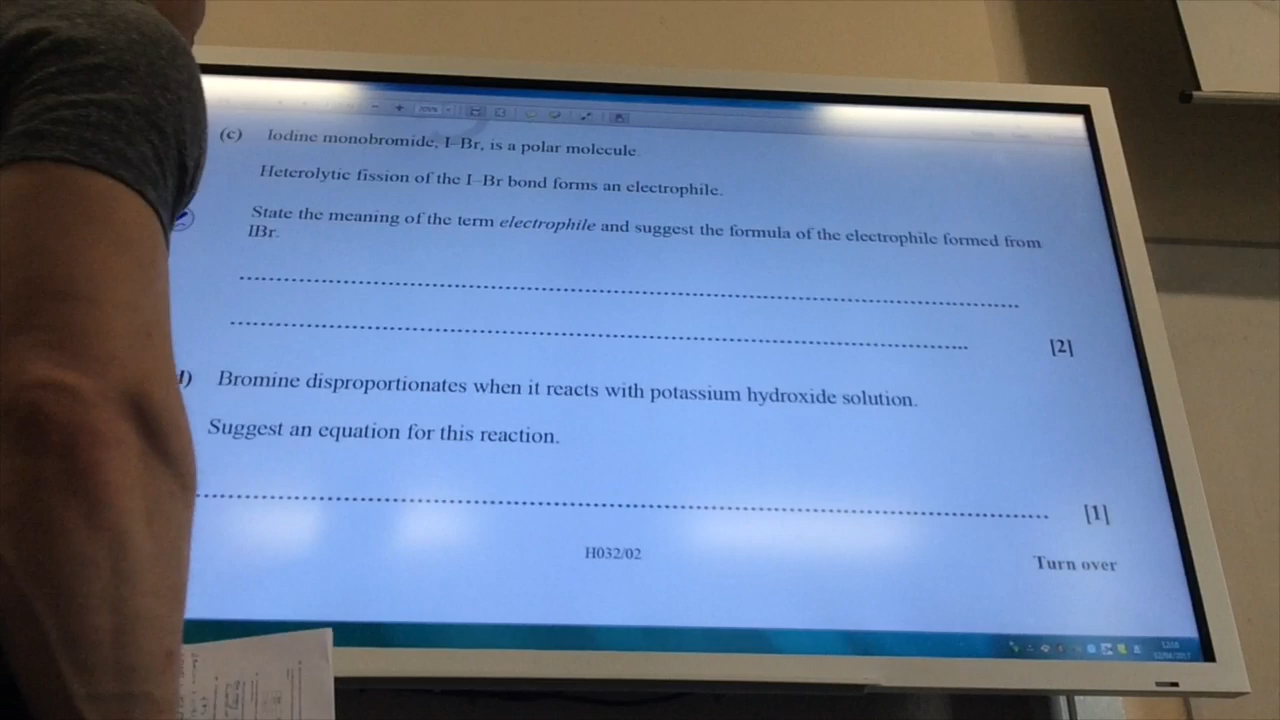 (c) Iodine monobromide, I–Br, is a polar molecule.
Heterolytic fission of the I–Br bond forms an electrophile.
State the meaning of the term electrophile and suggest the formula of the electrophile formed from
IBr.
[2]
d) Bromine disproportionates when it reacts with potassium hydroxide solution.
Suggest an equation for this reaction.
[1]
H032/02
Turn over